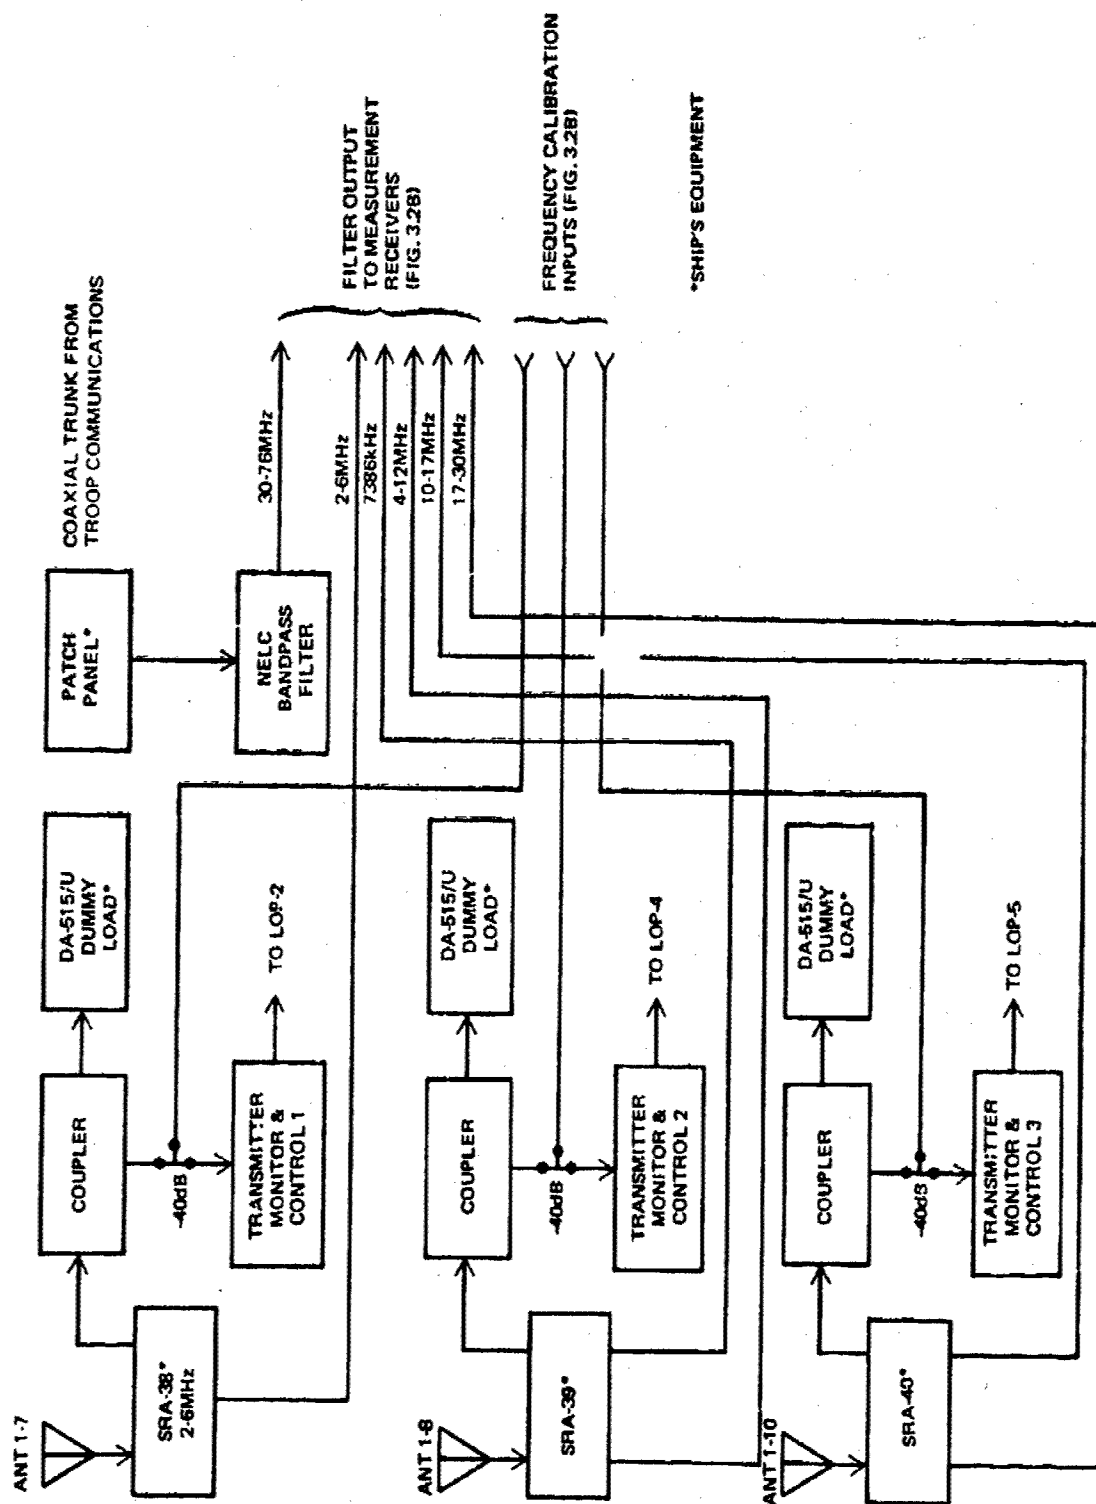 ANT 1-7
SRA-38*
2-6MHz
COUPLER
DA-515/U
DUMMY
LOAD*
-40dB
TRANSMITTER
MONITOR &
CONTROL 1
TO LOP-2
PATCH
PANEL*
COAXIAL TRUNK FROM
TROOP COMMUNICATIONS
NELC
BANDPASS
FILTER
30-76MHz
2-6MHz
7386kHz
4-12MHz
10-17MHz
17-30MHz
FILTER OUTPUT
TO MEASUREMENT
RECEIVERS
(FIG. 3.2B)
FREQUENCY CALIBRATION
INPUTS (FIG. 3.2B)
*SHIP'S EQUIPMENT
ANT 1-8
SRA-39*
COUPLER
DA-515/U
DUMMY
LOAD*
-40dB
TRANSMITTER
MONITOR &
CONTROL 2
TO LOP-4
ANT 1-10
SRA-40*
COUPLER
DA-515/U
DUMMY
LOAD*
-40dB
TRANSMITTER
MONITOR &
CONTROL 3
TO LOP-5